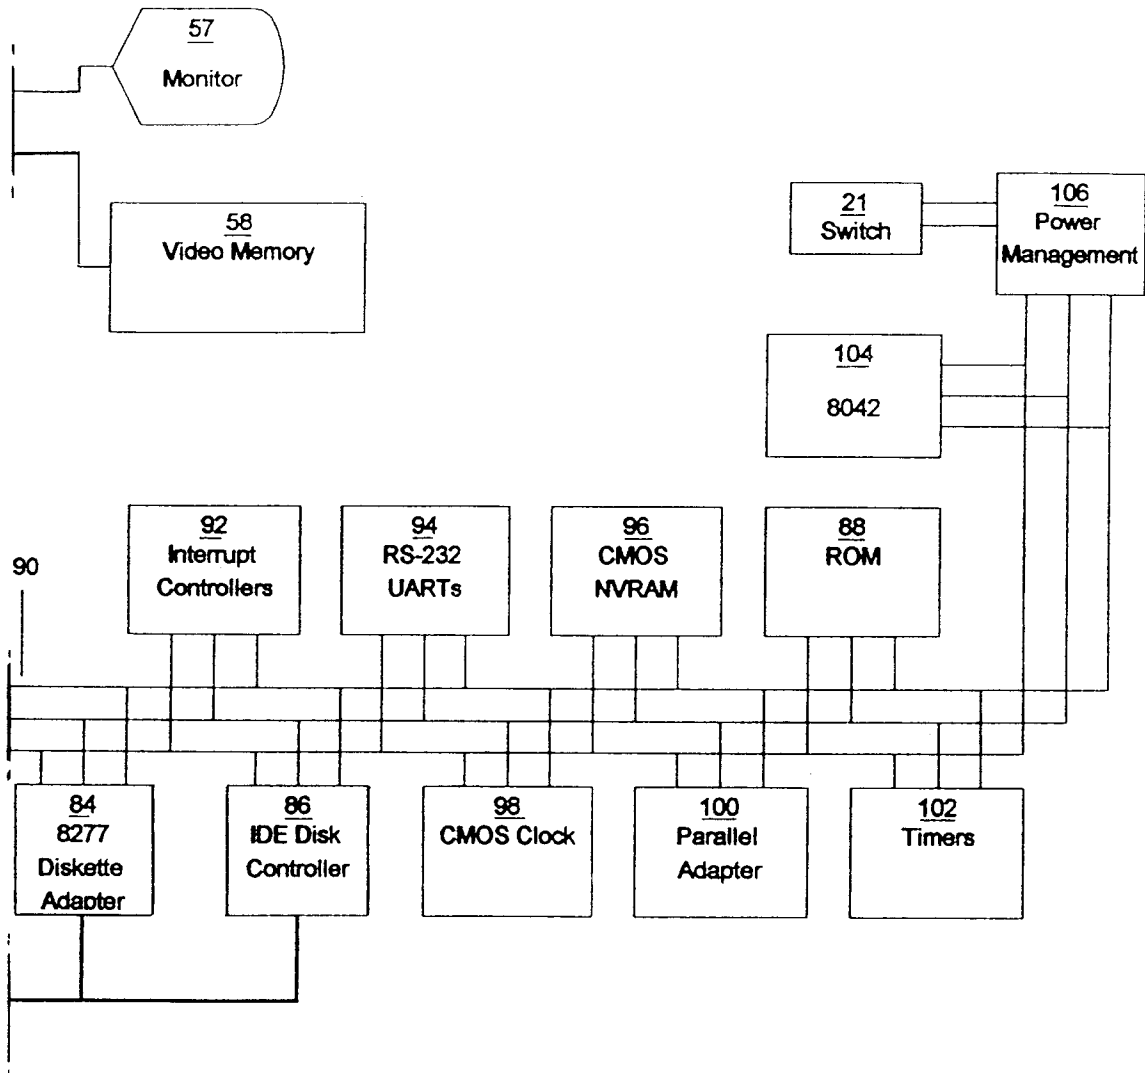 57
Monitor
58
Video Memory
21
Switch
106
Power
Management
104
8042
90
92
Interrupt
Controllers
94
RS-232
UARTs
96
CMOS
NVRAM
88
ROM
84
8277
Diskette
Adapter
86
IDE Disk
Controller
98
CMOS Clock
100
Parallel
Adapter
102
Timers